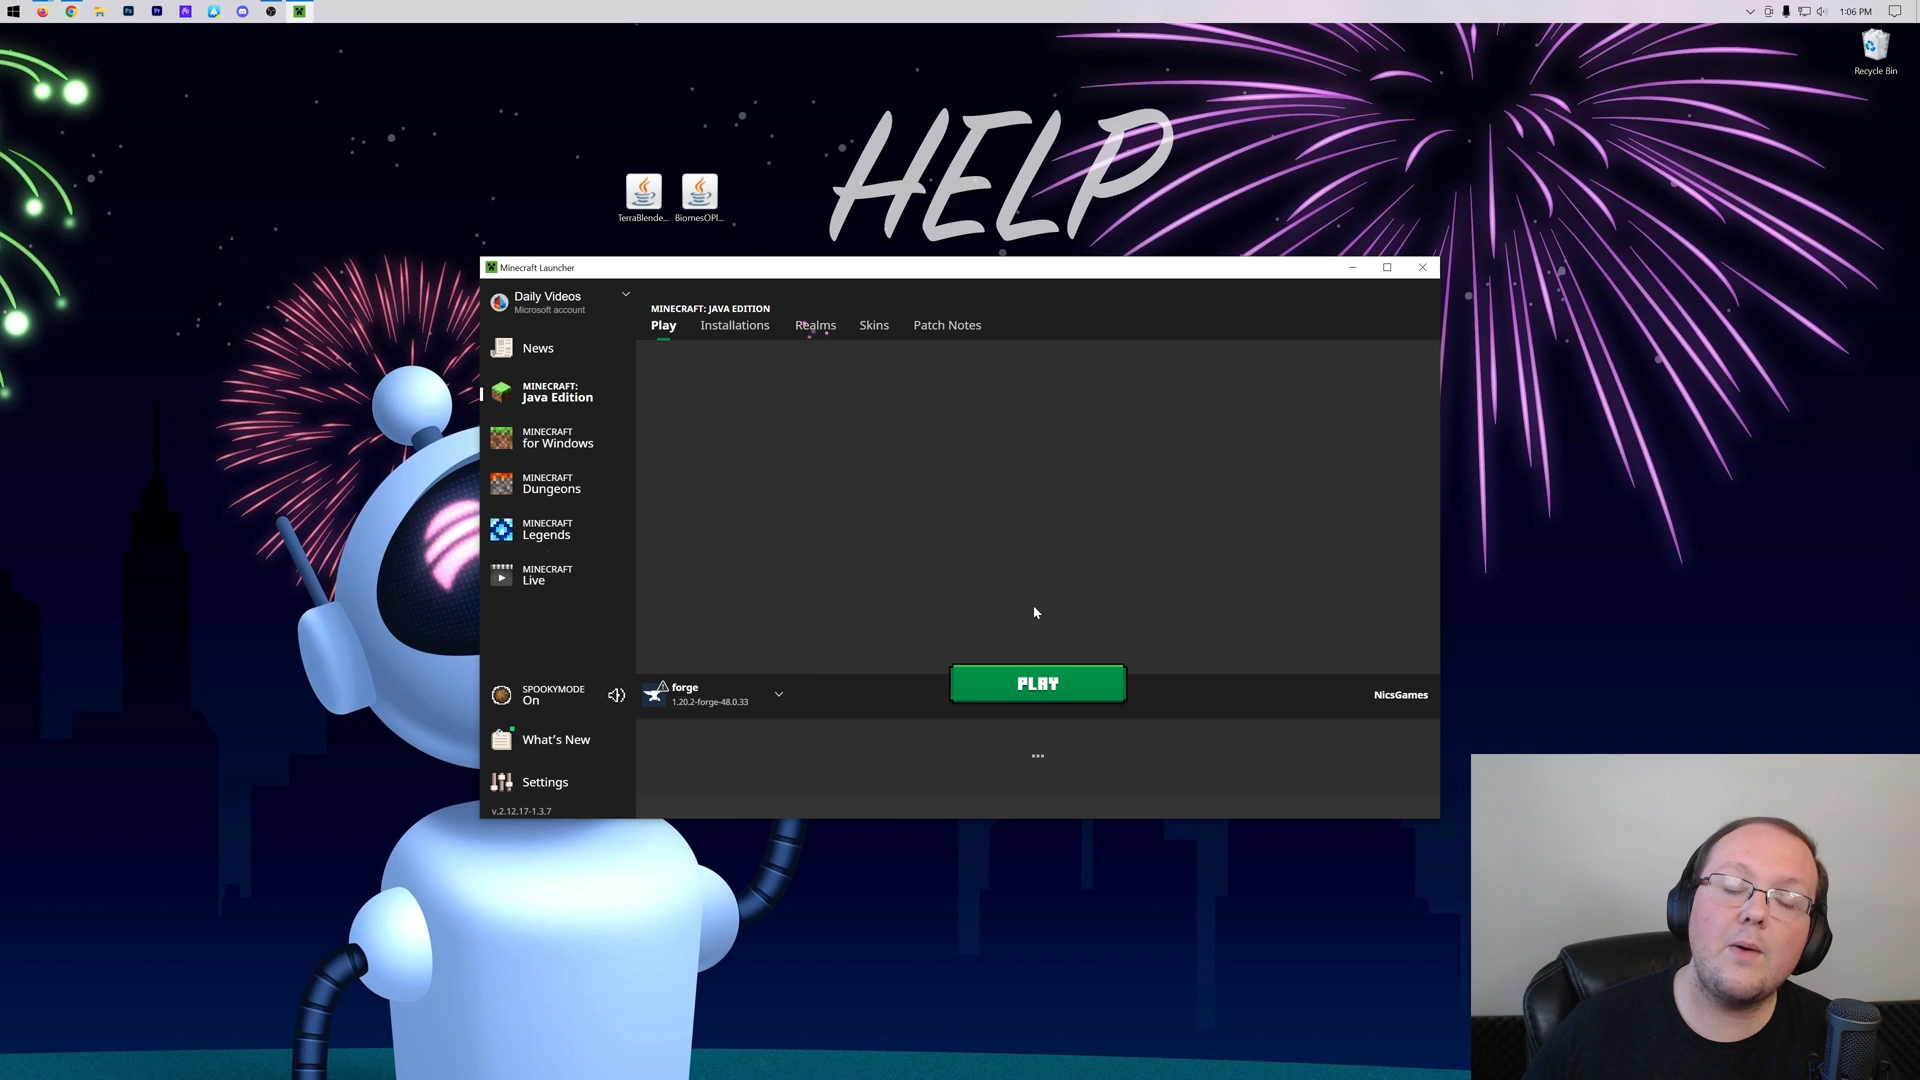 1:06 PM
Recycle Bin
HELP
TerraBlende...
BiomesOPl...
Minecraft Launcher
Daily Videos
Microsoft account
MINECRAFT: JAVA EDITION
Play
Installations
Realms
Skins
Patch Notes
News
MINECRAFT:
Java Edition
MINECRAFT
for Windows
MINECRAFT
Dungeons
MINECRAFT
Legends
MINECRAFT
Live
SPOOKYMODE
On
forge
1.20.2-forge-48.0.33
PLAY
NicsGames
What's New
Settings
v.2.12.17-1.3.7